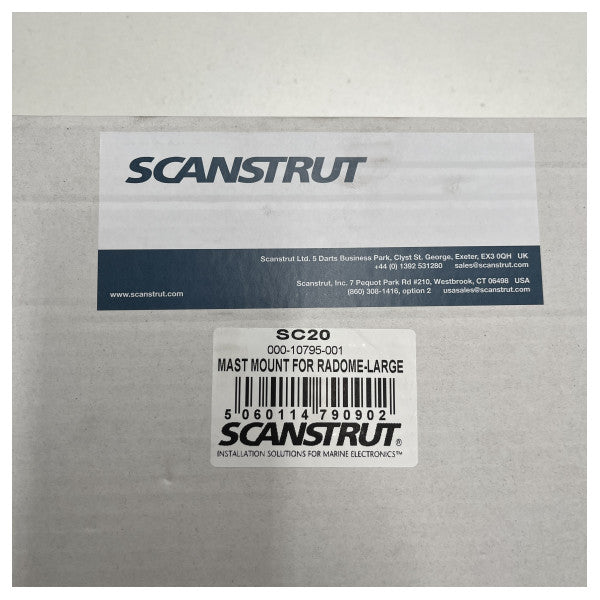 SCANSTRUT
Scanstrut Ltd. 5 Darts Business Park, Clyst St. George, Exeter, EX3 0QH UK
+44 (0) 1392 531280 sales@scanstrut.com
Scanstrut, Inc. 7 Pequot Park Rd #210, Westbrook, CT 06498 USA
www.scanstrut.com (860) 308-1416, option 2 usasales@scanstrut.com
SC20
000-10795-001
MAST MOUNT FOR RADOME-LARGE
5 060114 790902
SCANSTRUT®
INSTALLATION SOLUTIONS FOR MARINE ELECTRONICS™